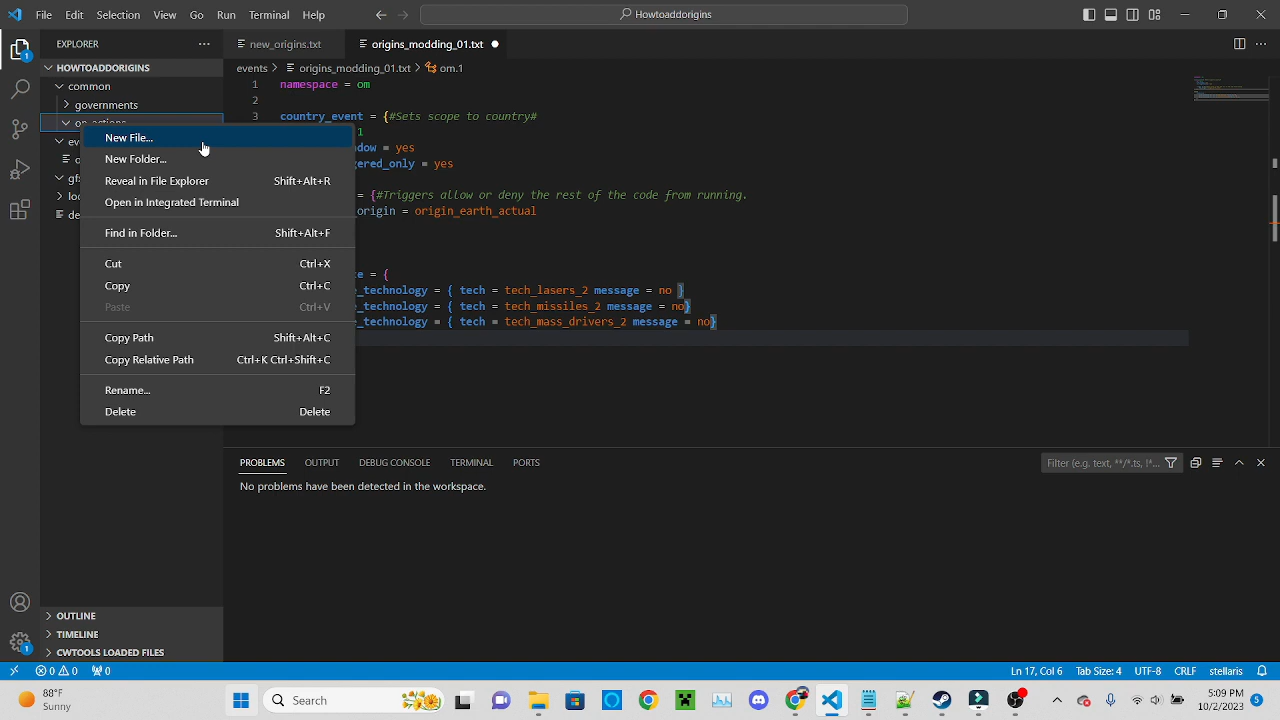 File Edit Selection View Go Run Terminal Help
Howtoaddorigins
EXPLORER
new_origins.txt
origins_modding_01.txt
HOWTOADDORIGINS
events > origins_modding_01.txt > om.1
common
governments
on_actions
New File...
New Folder...
Reveal in File Explorer Shift+Alt+R
Open in Integrated Terminal
Find in Folder... Shift+Alt+F
Cut Ctrl+X
Copy Ctrl+C
Paste Ctrl+V
Copy Path Shift+Alt+C
Copy Relative Path Ctrl+K Ctrl+Shift+C
Rename... F2
Delete Delete
1 namespace = om
2
3 country_event = {#Sets scope to country#
1
dow = yes
ered_only = yes
= {#Triggers allow or deny the rest of the code from running.
origin = origin_earth_actual
te = {
_technology = { tech = tech_lasers_2 message = no }
_technology = { tech = tech_missiles_2 message = no}
_technology = { tech = tech_mass_drivers_2 message = no}
PROBLEMS OUTPUT DEBUG CONSOLE TERMINAL PORTS
Filter (e.g. text, **/*.ts, !*...
No problems have been detected in the workspace.
OUTLINE
TIMELINE
CWTOOLS LOADED FILES
0 0 0
Ln 17, Col 6 Tab Size: 4 UTF-8 CRLF stellaris
88°F
Sunny
Search
5:09 PM
10/2/2023
5